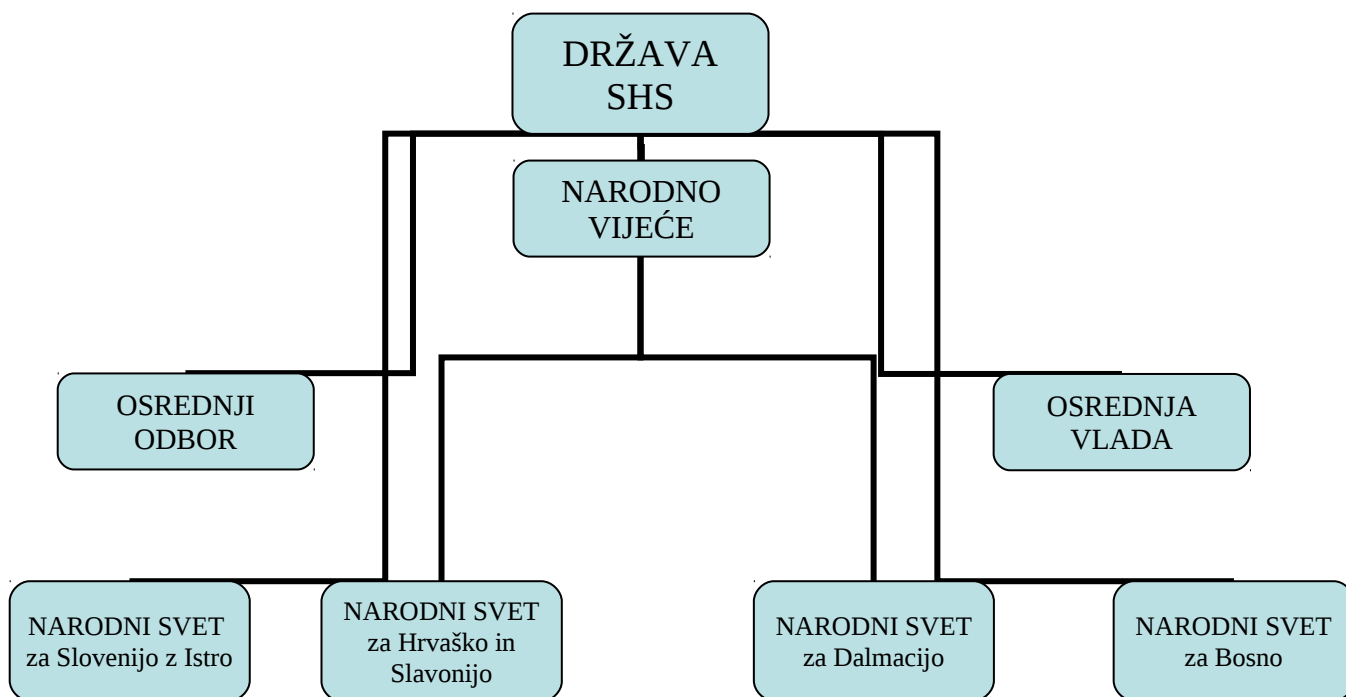 DRŽAVA
SHS
NARODNO
VIJEĆE
OSREDNJI
ODBOR
OSREDNJA
VLADA
NARODNI SVET
za Slovenijo z Istro
NARODNI SVET
za Hrvaško in
Slavonijo
NARODNI SVET
za Dalmacijo
NARODNI SVET
za Bosno